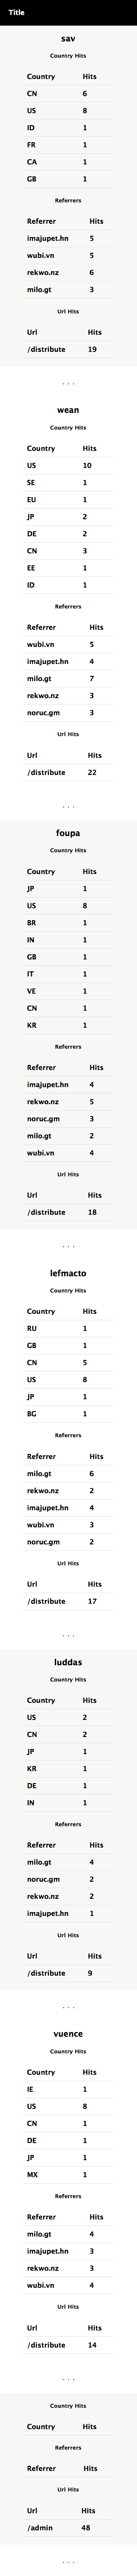 Title
sav
Country Hits
Country Hits
CN 6
US 8
ID 1
FR 1
CA 1
GB 1
Referrers
Referrer Hits
imajupet.hn 5
wubi.vn 5
rekwo.nz 6
milo.gt 3
Url Hits
Url Hits
/distribute 19
. . .
wean
Country Hits
Country Hits
US 10
SE 1
EU 1
JP 2
DE 2
CN 3
EE 1
ID 1
Referrers
Referrer Hits
wubi.vn 5
imajupet.hn 4
milo.gt 7
rekwo.nz 3
noruc.gm 3
Url Hits
Url Hits
/distribute 22
. . .
foupa
Country Hits
Country Hits
JP 1
US 8
BR 1
IN 1
GB 1
IT 1
VE 1
CN 1
KR 1
Referrers
Referrer Hits
imajupet.hn 4
rekwo.nz 5
noruc.gm 3
milo.gt 2
wubi.vn 4
Url Hits
Url Hits
/distribute 18
. . .
lefmacto
Country Hits
Country Hits
RU 1
GB 1
CN 5
US 8
JP 1
BG 1
Referrers
Referrer Hits
milo.gt 6
rekwo.nz 2
imajupet.hn 4
wubi.vn 3
noruc.gm 2
Url Hits
Url Hits
/distribute 17
. . .
luddas
Country Hits
Country Hits
US 2
CN 2
JP 1
KR 1
DE 1
IN 1
Referrers
Referrer Hits
milo.gt 4
noruc.gm 2
rekwo.nz 2
imajupet.hn 1
Url Hits
Url Hits
/distribute 9
. . .
vuence
Country Hits
Country Hits
IE 1
US 8
CN 1
DE 1
JP 1
MX 1
Referrers
Referrer Hits
milo.gt 4
imajupet.hn 3
rekwo.nz 3
wubi.vn 4
Url Hits
Url Hits
/distribute 14
. . .
Country Hits
Country Hits
Referrers
Referrer Hits
Url Hits
Url Hits
/admin 48
. . .